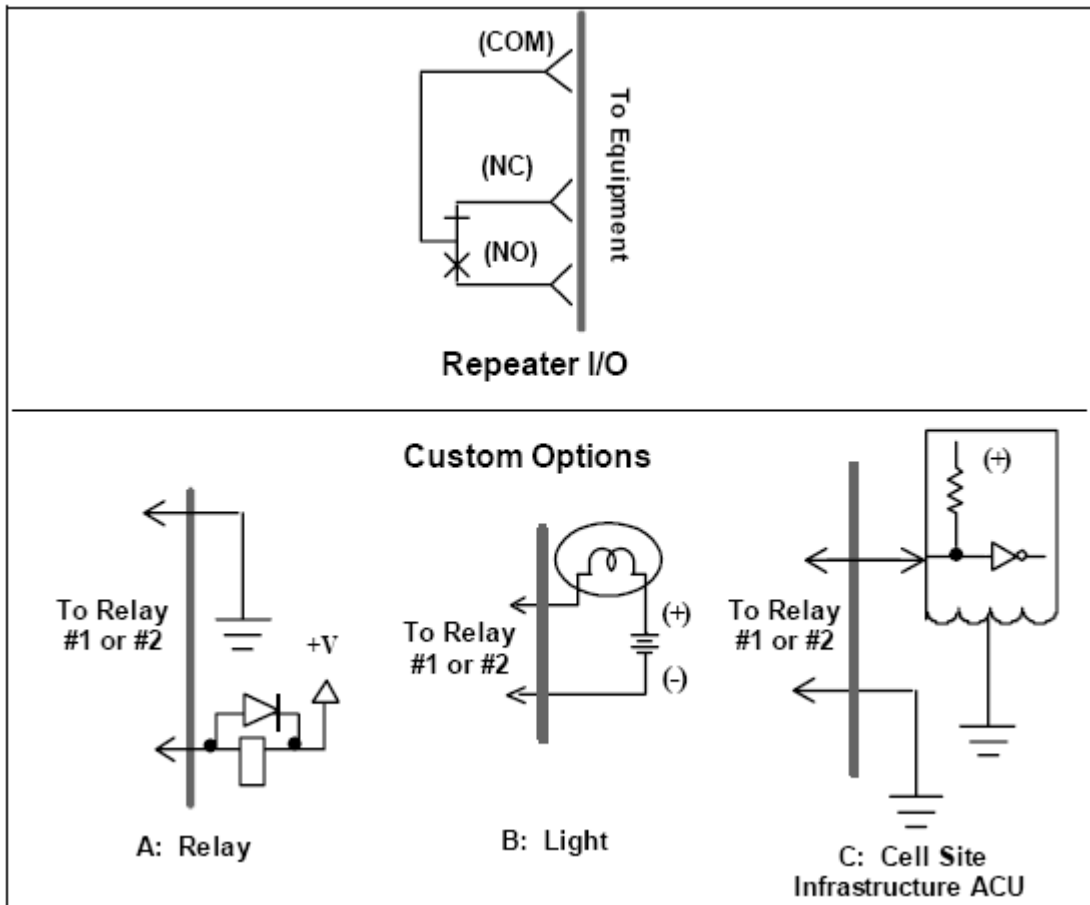 (COM)
To Equipment
(NC)
(NO)
Repeater I/O
Custom Options
(+)
To Relay
#1 or #2
+V
To Relay
#1 or #2
(+)
(-)
To Relay
#1 or #2
A: Relay
B: Light
C: Cell Site
Infrastructure ACU